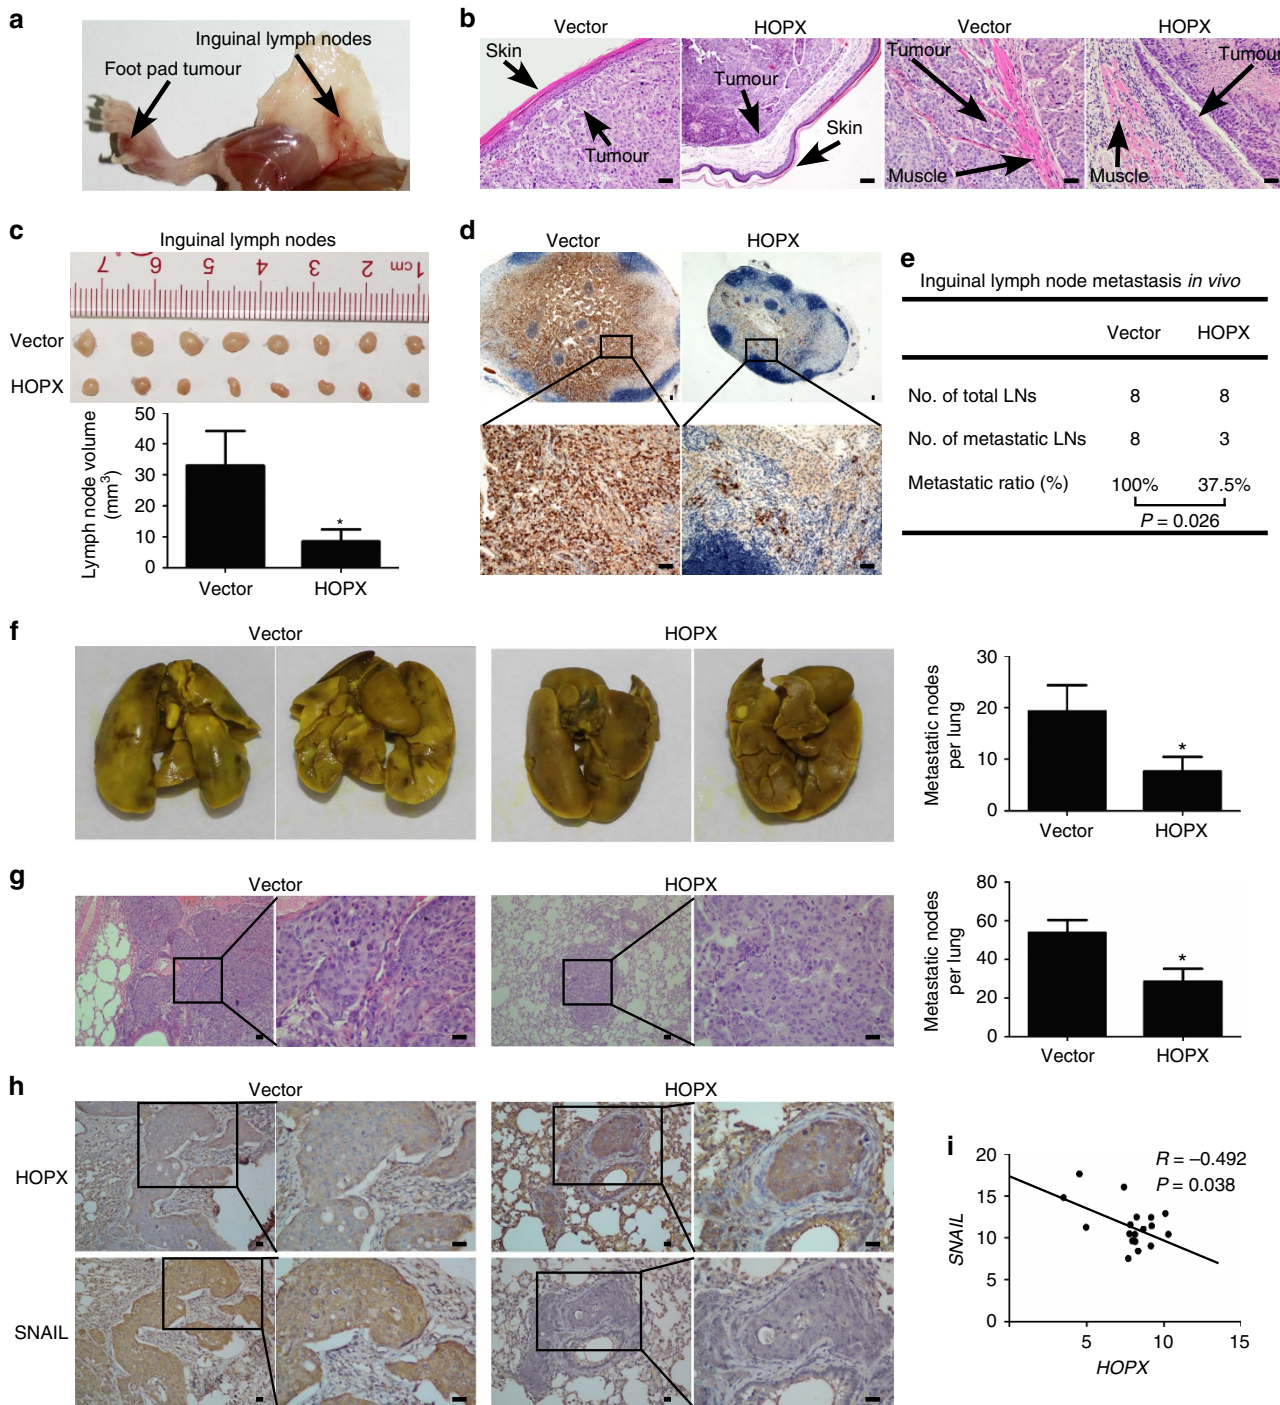 a
Inguinal lymph nodes
Foot pad tumour
b
Vector
HOPX
Vector
HOPX
Skin
Tumour
Tumour
Skin
Tumour
Muscle
Tumour
Muscle
c
Inguinal lymph nodes
7 6 5 4 3 2 cm 1
Vector
HOPX
Lymph node volume
(mm³)
50
40
30
20
10
0
*
Vector
HOPX
d
Vector
HOPX
e
Inguinal lymph node metastasis in vivo
Vector HOPX
No. of total LNs 8 8
No. of metastatic LNs 8 3
Metastatic ratio (%) 100% 37.5%
P = 0.026
f
Vector
HOPX
Metastatic nodes
per lung
30
20
10
0
*
Vector
HOPX
g
Vector
HOPX
Metastatic nodes
per lung
80
60
40
20
0
*
Vector
HOPX
h
Vector
HOPX
HOPX
SNAIL
i
R = −0.492
P = 0.038
SNAIL
20
15
10
5
0
5 10 15
HOPX